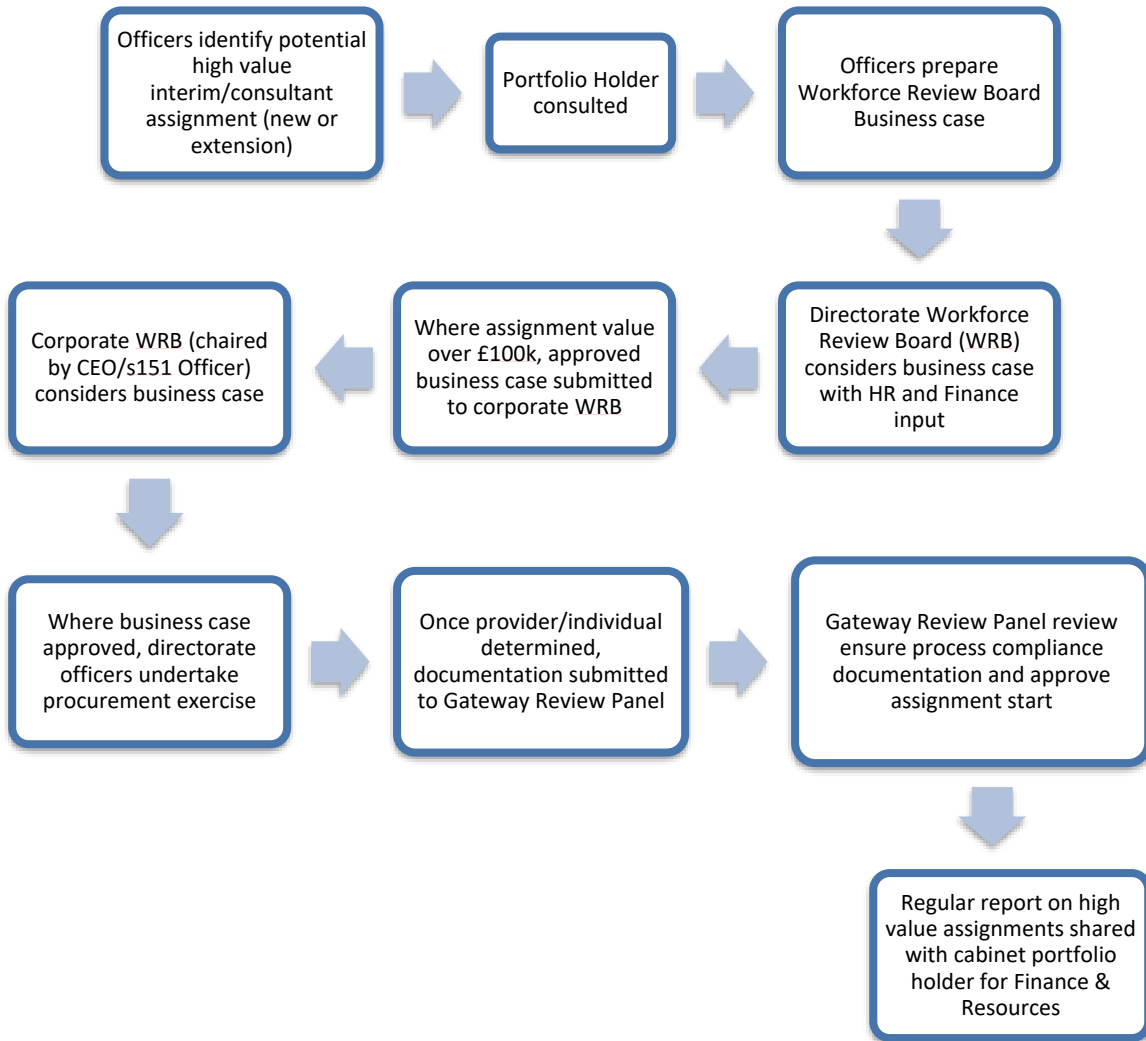 Officers identify potential
high value
interim/consultant
assignment (new or
extension)
Portfolio Holder
consulted
Officers prepare
Workforce Review Board
Business case
Directorate Workforce
Review Board (WRB)
considers business case
with HR and Finance
input
Where assignment value
over £100k, approved
business case submitted
to corporate WRB
Corporate WRB (chaired
by CEO/s151 Officer)
considers business case
Where business case
approved, directorate
officers undertake
procurement exercise
Once provider/individual
determined,
documentation submitted
to Gateway Review Panel
Gateway Review Panel review
ensure process compliance
documentation and approve
assignment start
Regular report on high
value assignments shared
with cabinet portfolio
holder for Finance &
Resources